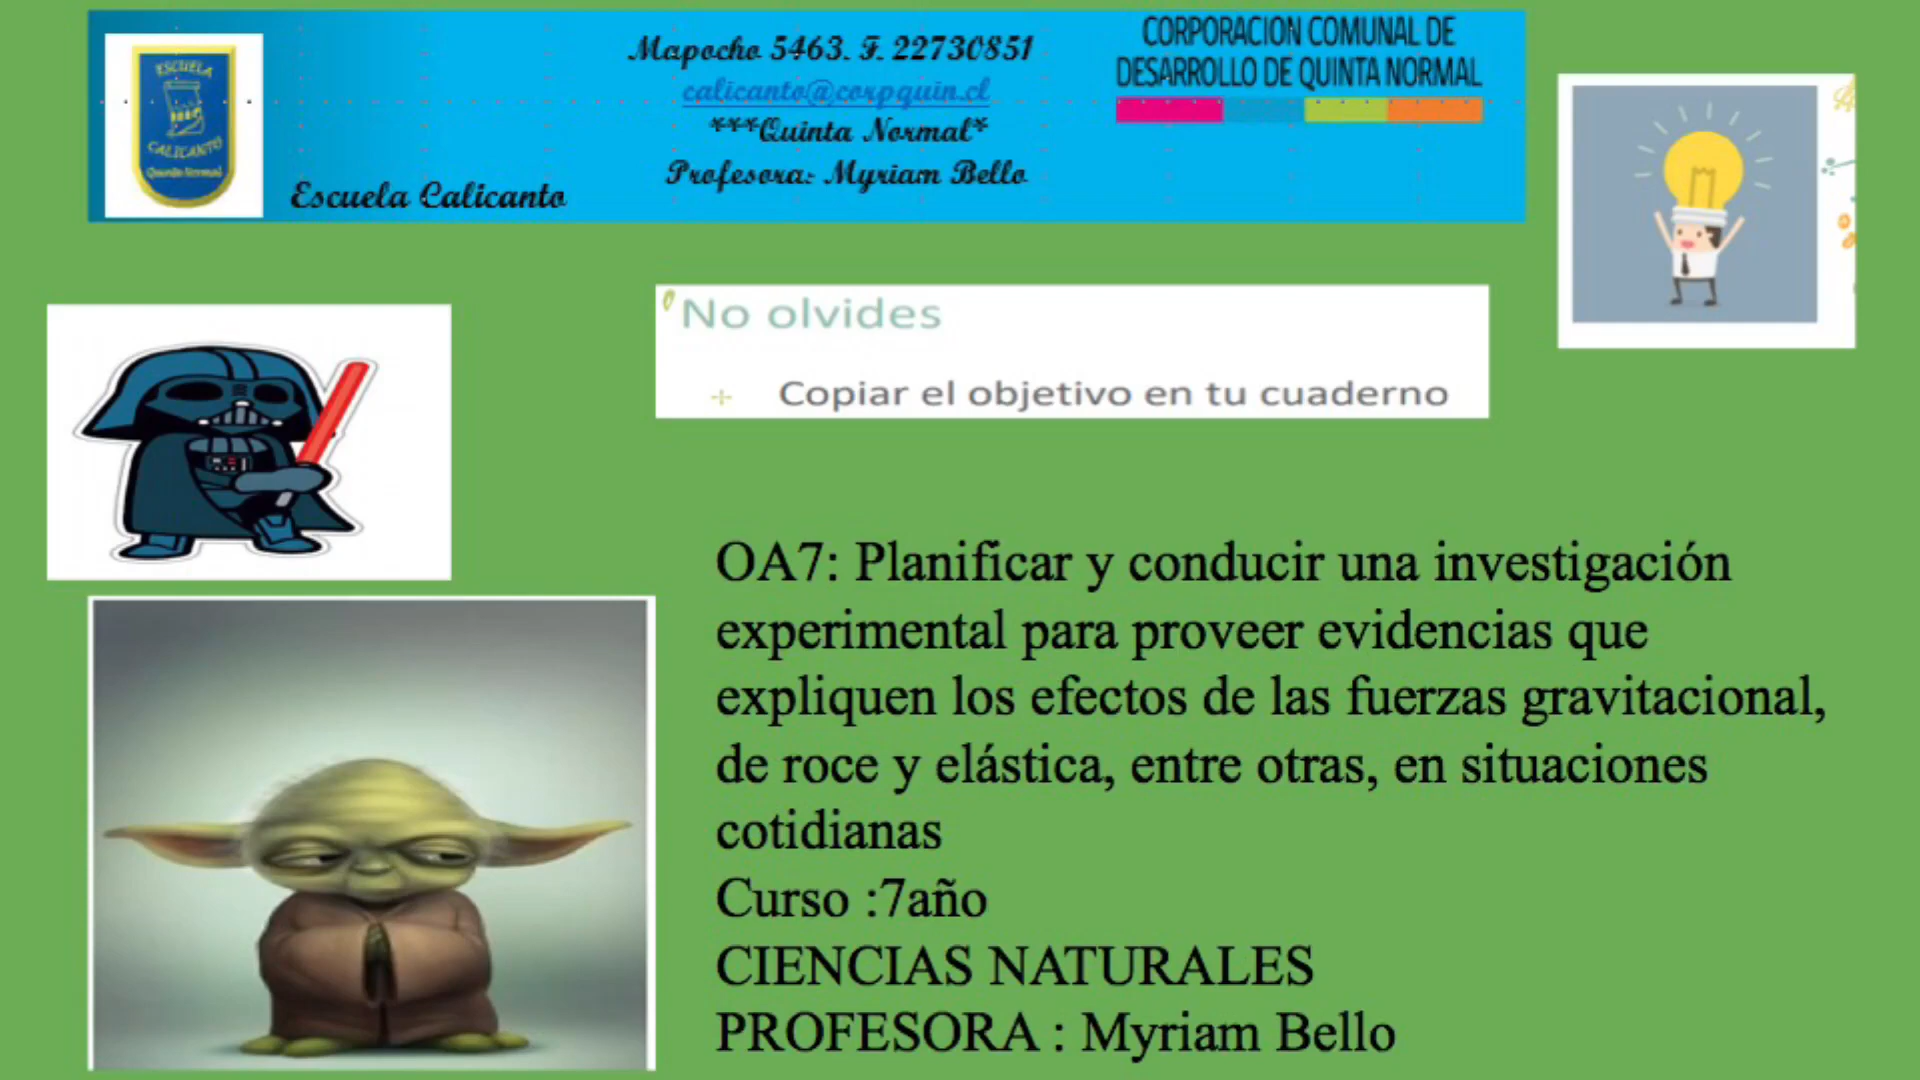 ESCUELA
CALICANTO
Quinta Normal
Escuela Calicanto
Mapocho 5463. F. 22730851
calicanto@corpquin.cl
***Quinta Normal*
Profesora: Myriam Bello
CORPORACION COMUNAL DE
DESARROLLO DE QUINTA NORMAL
No olvides
Copiar el objetivo en tu cuaderno
OA7: Planificar y conducir una investigación
experimental para proveer evidencias que
expliquen los efectos de las fuerzas gravitacional,
de roce y elástica, entre otras, en situaciones
cotidianas
Curso :7año
CIENCIAS NATURALES
PROFESORA : Myriam Bello